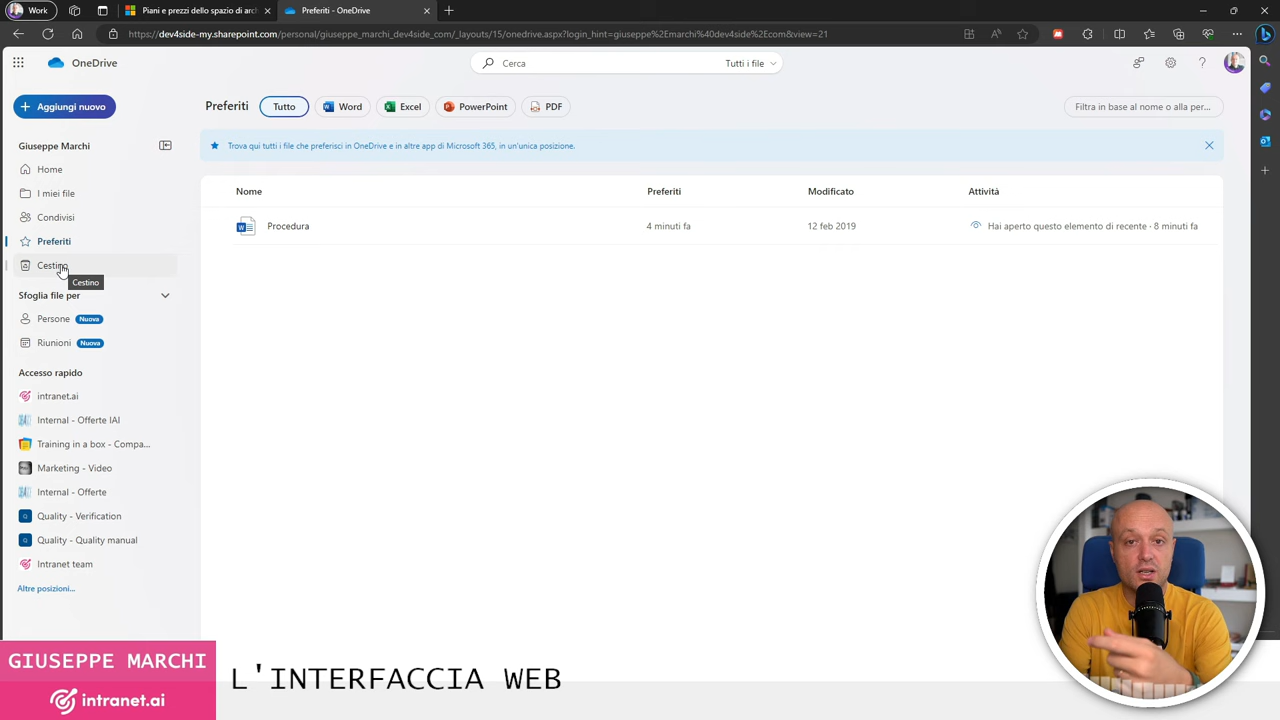 Work
Piani e prezzi dello spazio di arc
Preferiti - OneDrive
https://dev4side-my.sharepoint.com/personal/giuseppe_marchi_dev4side_com/_layouts/15/onedrive.aspx?login_hint=giuseppe%2Emarchi%40dev4side%2Ecom&view=21
OneDrive
Cerca
Tutti i file
Aggiungi nuovo
Preferiti
Tutto
Word
Excel
PowerPoint
PDF
Filtra in base al nome o alla per...
Giuseppe Marchi
Trova qui tutti i file che preferisci in OneDrive e in altre app di Microsoft 365, in un'unica posizione.
Home
I miei file
Condivisi
Preferiti
Cestino
Cestino
Nome
Preferiti
Modificato
Attività
Procedura
4 minuti fa
12 feb 2019
Hai aperto questo elemento di recente · 8 minuti fa
Sfoglia file per
Persone Nuova
Riunioni Nuova
Accesso rapido
intranet.ai
Internal - Offerte IAI
Training in a box - Compa...
Marketing - Video
Internal - Offerte
Quality - Verification
Quality - Quality manual
Intranet team
Altre posizioni...
GIUSEPPE MARCHI
intranet.ai
L'INTERFACCIA WEB